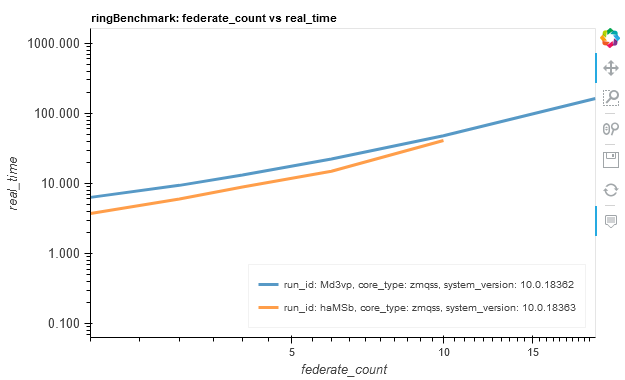 ringBenchmark: federate_count vs real_time
1000.000
100.000
10.000
1.000
0.100
real_time
run_id: Md3vp, core_type: zmqss, system_version: 10.0.18362
run_id: haMSb, core_type: zmqss, system_version: 10.0.18363
5
10
15
federate_count